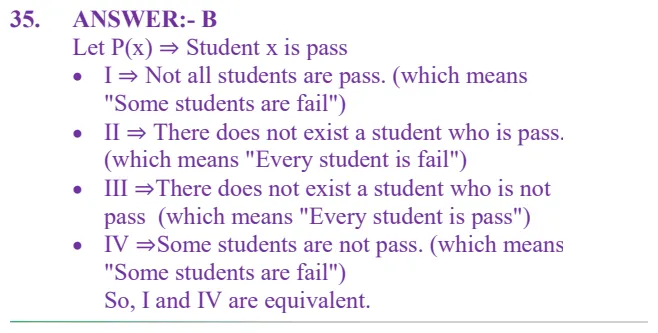 35. ANSWER:- B
Let P(x) ⇒ Student x is pass
• I ⇒ Not all students are pass. (which means
"Some students are fail")
• II ⇒ There does not exist a student who is pass.
(which means "Every student is fail")
• III ⇒There does not exist a student who is not
pass (which means "Every student is pass")
• IV ⇒Some students are not pass. (which means
"Some students are fail")
So, I and IV are equivalent.